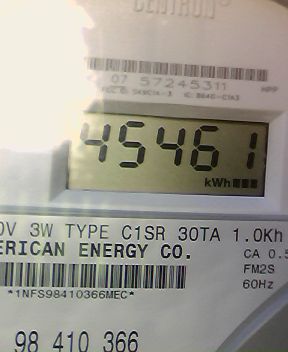 CENTRON®
07 57245311 HPP
45461
kWh
0V 3W TYPE C1SR 30TA 1.0Kh
ERICAN ENERGY CO.
CA 0.5
FM2S
*1NFS98410366MEC*
60Hz
98 410 366